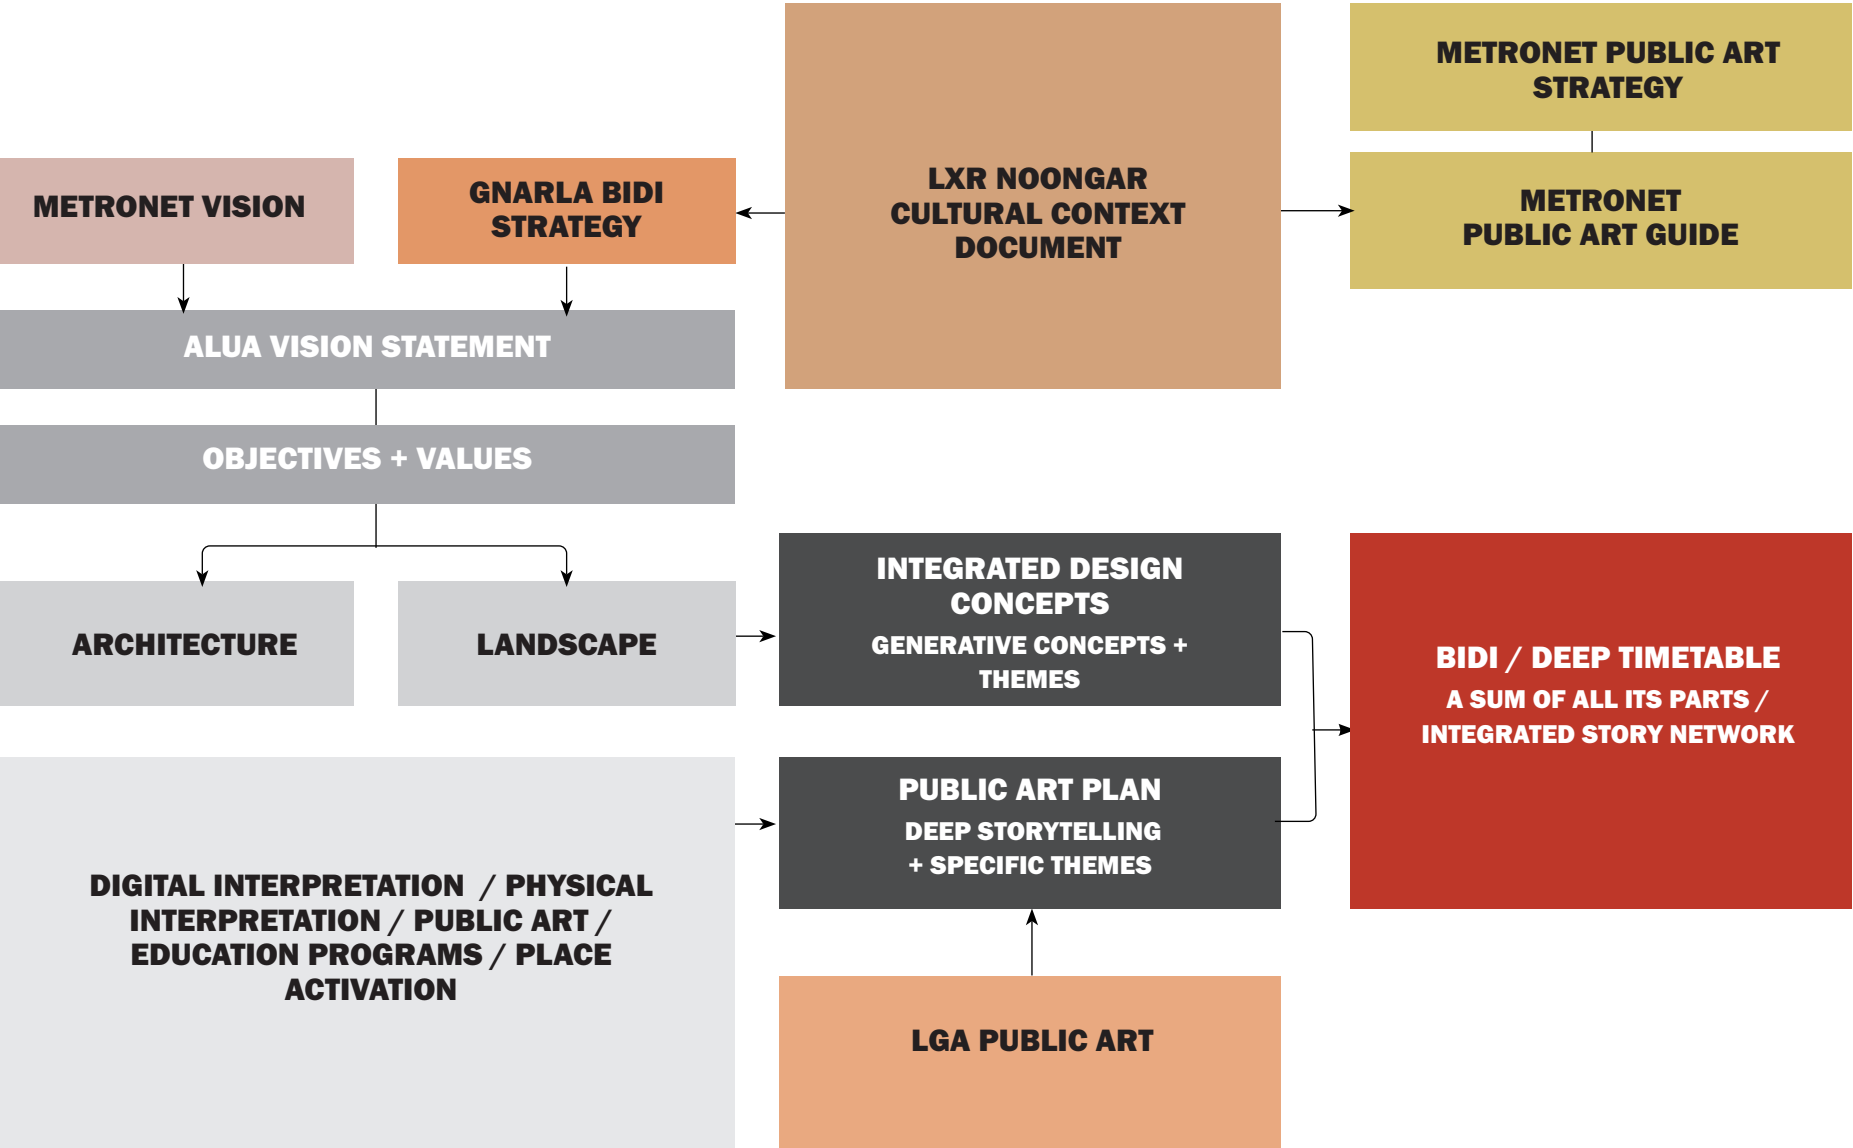 METRONET PUBLIC ART
STRATEGY
METRONET VISION
GNARLA BIDI
STRATEGY
LXR NOONGAR
CULTURAL CONTEXT
DOCUMENT
METRONET
PUBLIC ART GUIDE
ALUA VISION STATEMENT
OBJECTIVES + VALUES
ARCHITECTURE
LANDSCAPE
INTEGRATED DESIGN
CONCEPTS
GENERATIVE CONCEPTS +
THEMES
BIDI / DEEP TIMETABLE
A SUM OF ALL ITS PARTS /
INTEGRATED STORY NETWORK
DIGITAL INTERPRETATION / PHYSICAL
INTERPRETATION / PUBLIC ART /
EDUCATION PROGRAMS / PLACE
ACTIVATION
PUBLIC ART PLAN
DEEP STORYTELLING
+ SPECIFIC THEMES
LGA PUBLIC ART